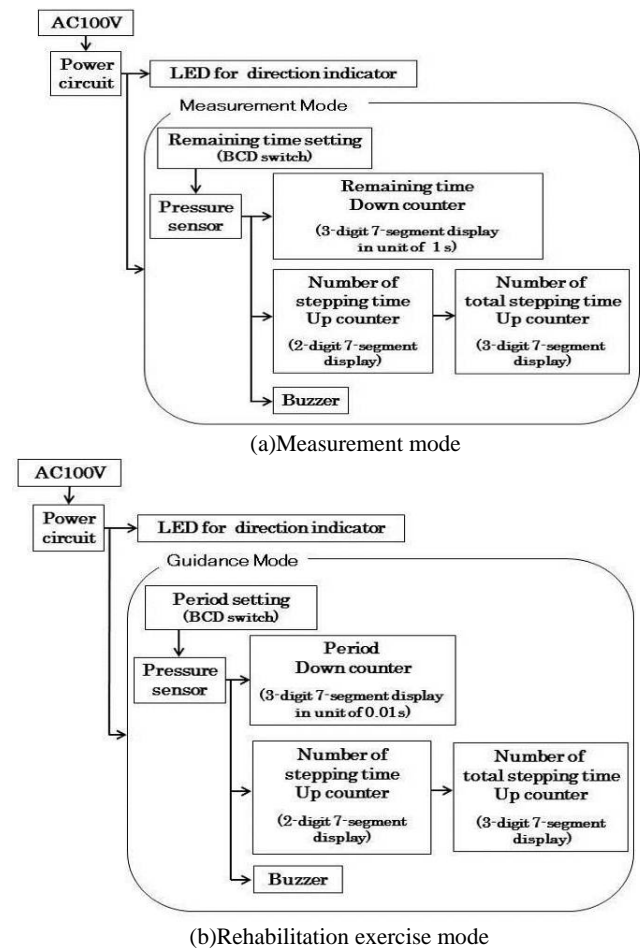 AC100V
Power
circuit
LED for direction indicator
Measurement Mode
Remaining time setting
(BCD switch)
Pressure
sensor
Remaining time
Down counter
(3-digit 7-segment display
in unit of 1 s)
Number of
stepping time
Up counter
(2-digit 7-segment
display)
Number of
total stepping time
Up counter
(3-digit 7-segment
display)
Buzzer
(a)Measurement mode
AC100V
Power
circuit
LED for direction indicator
Guidance Mode
Period setting
(BCD switch)
Pressure
sensor
Period
Down counter
(3-digit 7-segment display
in unit of 0.01s)
Number of
stepping time
Up counter
(2-digit 7-segment
display)
Number of
total stepping time
Up counter
(3-digit 7-segment
display)
Buzzer
(b)Rehabilitation exercise mode